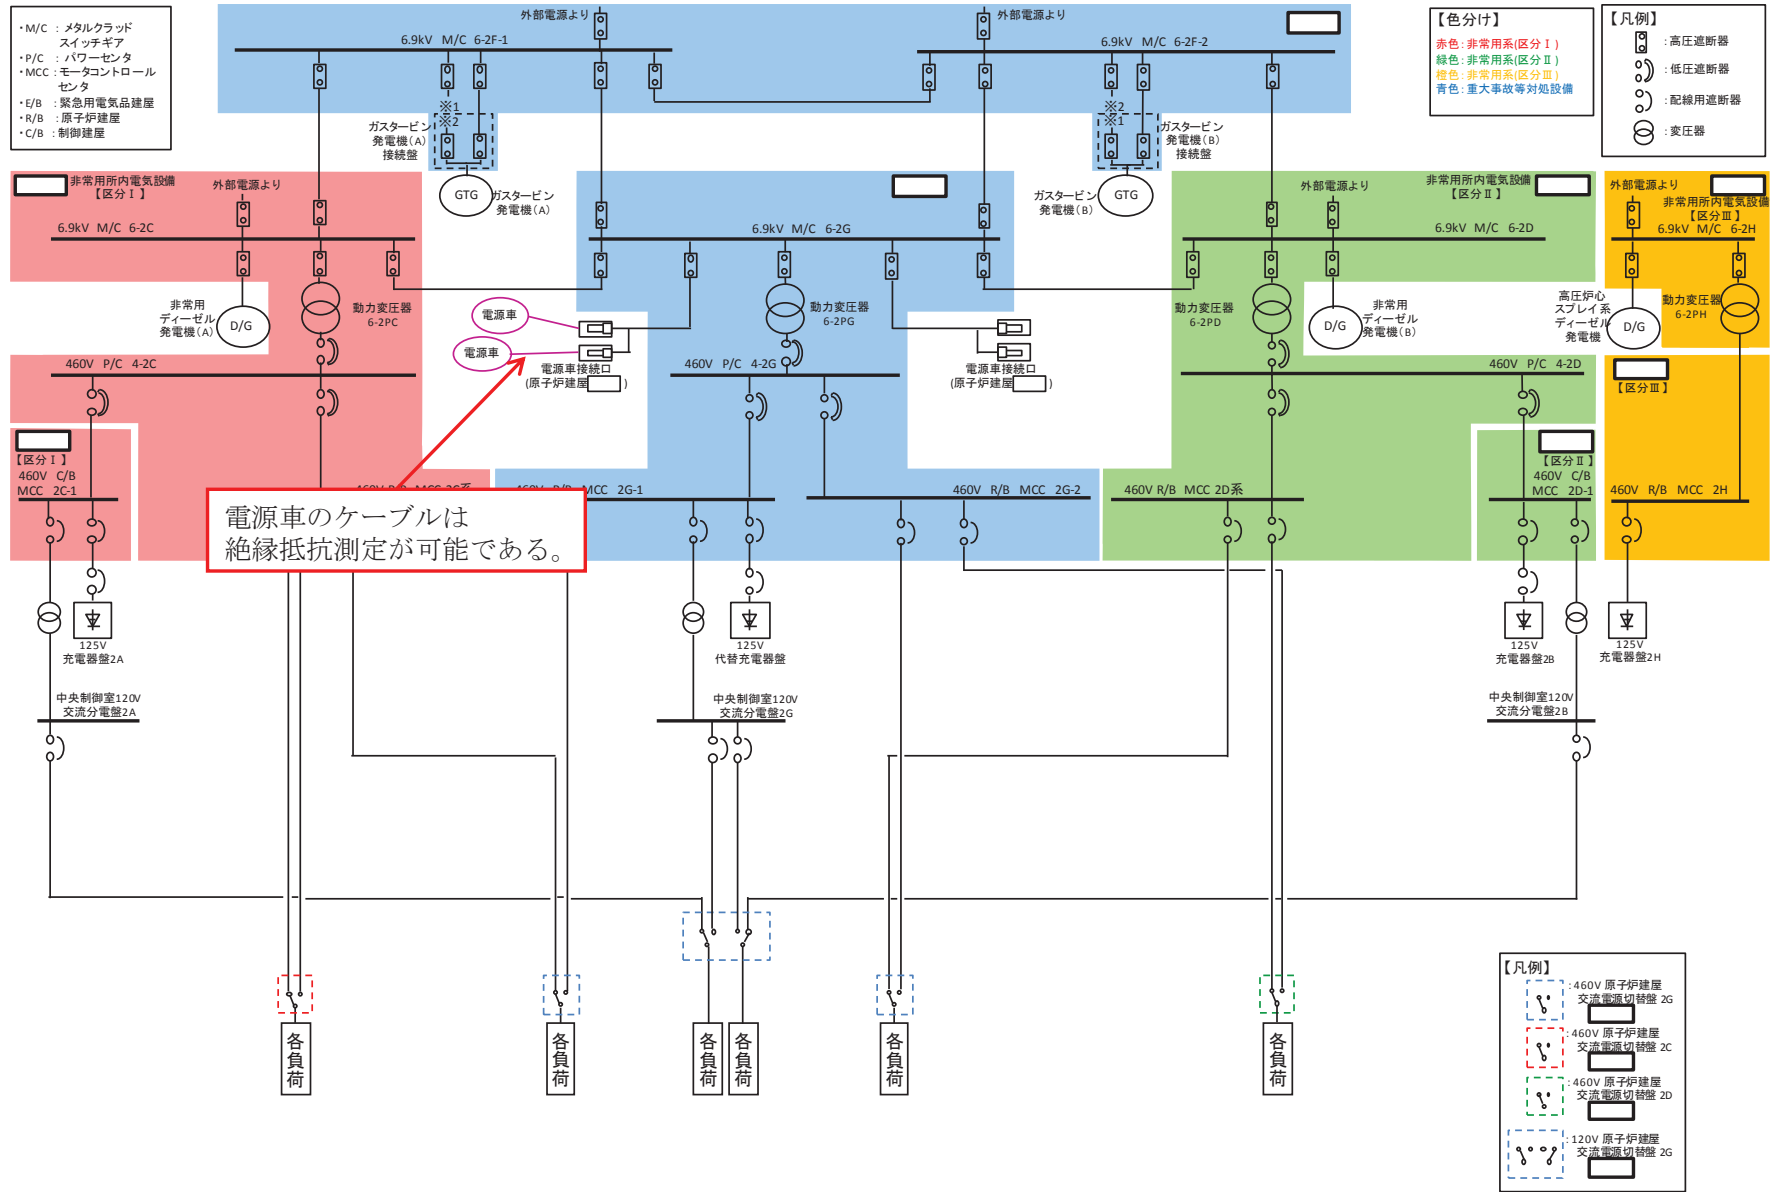 ・M/C ：メタルクラッド
スイッチギア
・P/C ：パワーセンタ
・MCC：モータコントロール
センタ
・E/B：緊急用電気品建屋
・R/B：原子炉建屋
・C/B：制御建屋
外部電源より
外部電源より
6.9kV M/C 6-2F-1
6.9kV M/C 6-2F-2
【色分け】
赤色：非常用系(区分Ⅰ)
緑色：非常用系(区分Ⅱ)
橙色：非常用系(区分Ⅲ)
青色：重大事故等対処設備
【凡例】
：高圧遮断器
：低圧遮断器
：配線用遮断器
：変圧器
※1
※2
ガスタービン
発電機(A)
接続盤
GTG
ガスタービン
発電機(A)
※2
※1
ガスタービン
発電機(B)
接続盤
GTG
ガスタービン
発電機(B)
非常用所内電気設備
【区分Ⅰ】
外部電源より
6.9kV M/C 6-2C
6.9kV M/C 6-2G
外部電源より
非常用所内電気設備
【区分Ⅱ】
6.9kV M/C 6-2D
外部電源より
非常用所内電気設備
【区分Ⅲ】
6.9kV M/C 6-2H
非常用
ディーゼル
発電機(A)
D/G
動力変圧器
6-2PC
電源車
電源車
動力変圧器
6-2PG
電源車接続口
(原子炉建屋 )
電源車接続口
(原子炉建屋 )
動力変圧器
6-2PD
D/G
非常用
ディーゼル
発電機(B)
高圧炉心
スプレイ系
ディーゼル
発電機
D/G
動力変圧器
6-2PH
460V P/C 4-2C
460V P/C 4-2G
460V P/C 4-2D
【区分Ⅲ】
【区分Ⅰ】
460V C/B
MCC 2C-1
MCC 2G-1
460V R/B MCC 2G-2
460V R/B MCC 2D系
【区分Ⅱ】
460V C/B
MCC 2D-1
460V R/B MCC 2H
電源車のケーブルは
絶縁抵抗測定が可能である。
125V
充電器盤2A
125V
代替充電器盤
125V
充電器盤2B
125V
充電器盤2H
中央制御室120V
交流分電盤2A
中央制御室120V
交流分電盤2G
中央制御室120V
交流分電盤2B
各負荷
各負荷
各負荷
各負荷
各負荷
各負荷
【凡例】
：460V 原子炉建屋
交流電源切替盤 2G
：460V 原子炉建屋
交流電源切替盤 2C
：460V 原子炉建屋
交流電源切替盤 2D
：120V 原子炉建屋
交流電源切替盤 2G